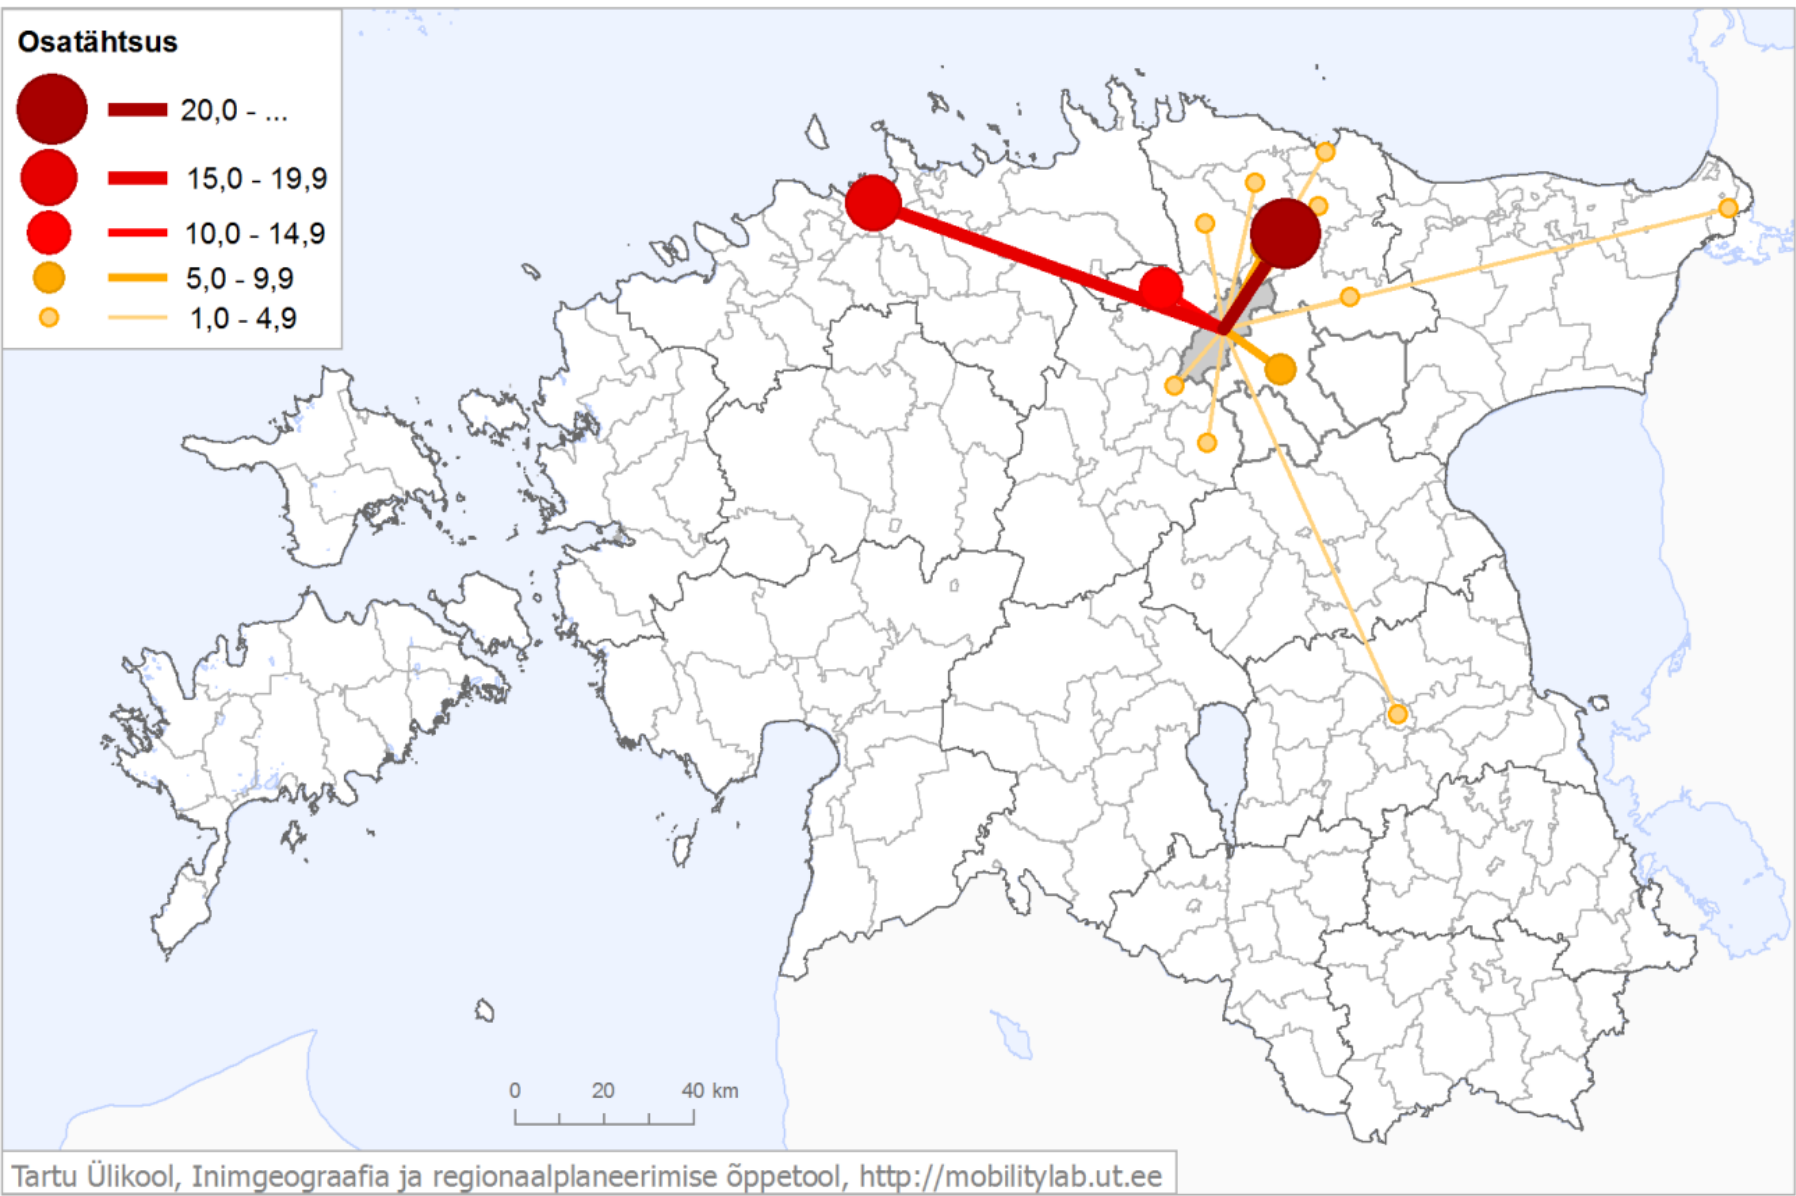 Osatähtsus
20,0 - ...
15,0 - 19,9
10,0 - 14,9
5,0 - 9,9
1,0 - 4,9
0 20 40 km
Tartu Ülikool, Inimgeograafia ja regionaalplaneerimise õppetool, http://mobilitylab.ut.ee